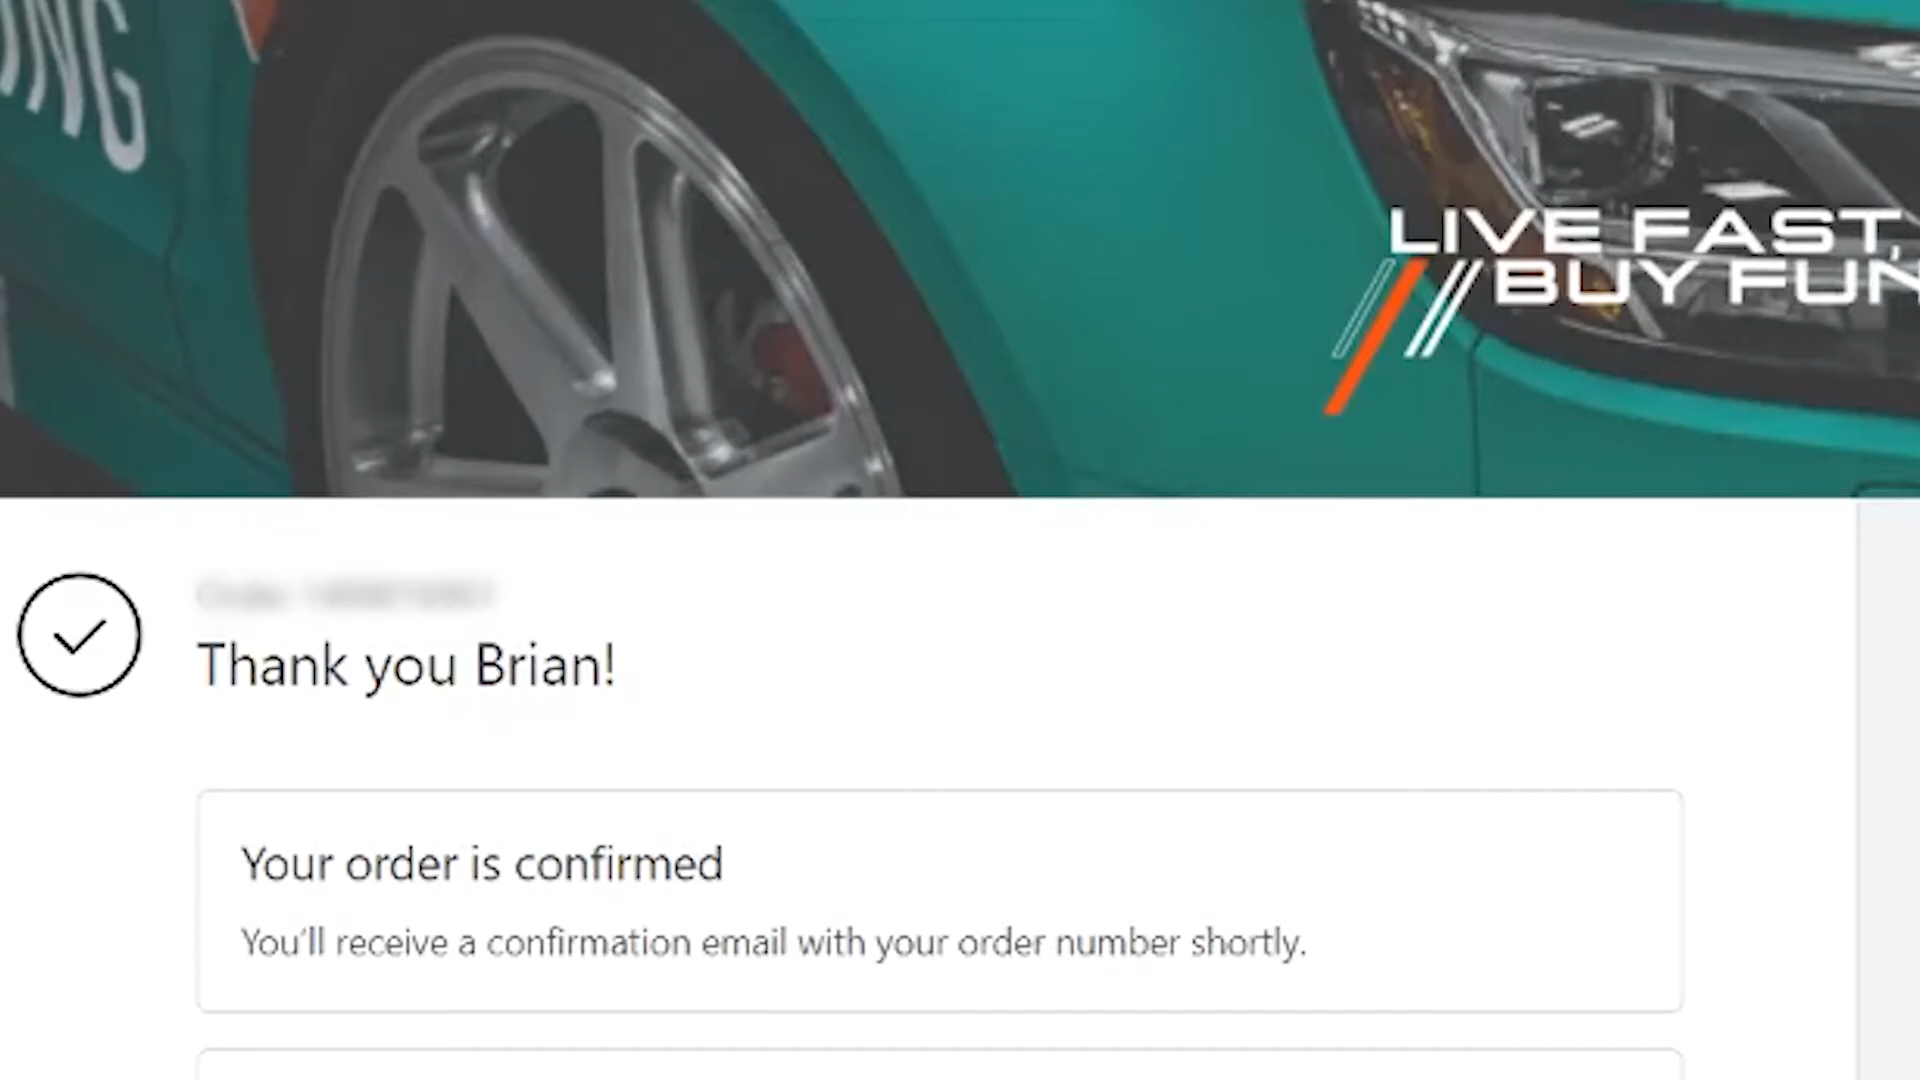 LIVE FAST,
BUY FUN
Thank you Brian!
Your order is confirmed
You'll receive a confirmation email with your order number shortly.